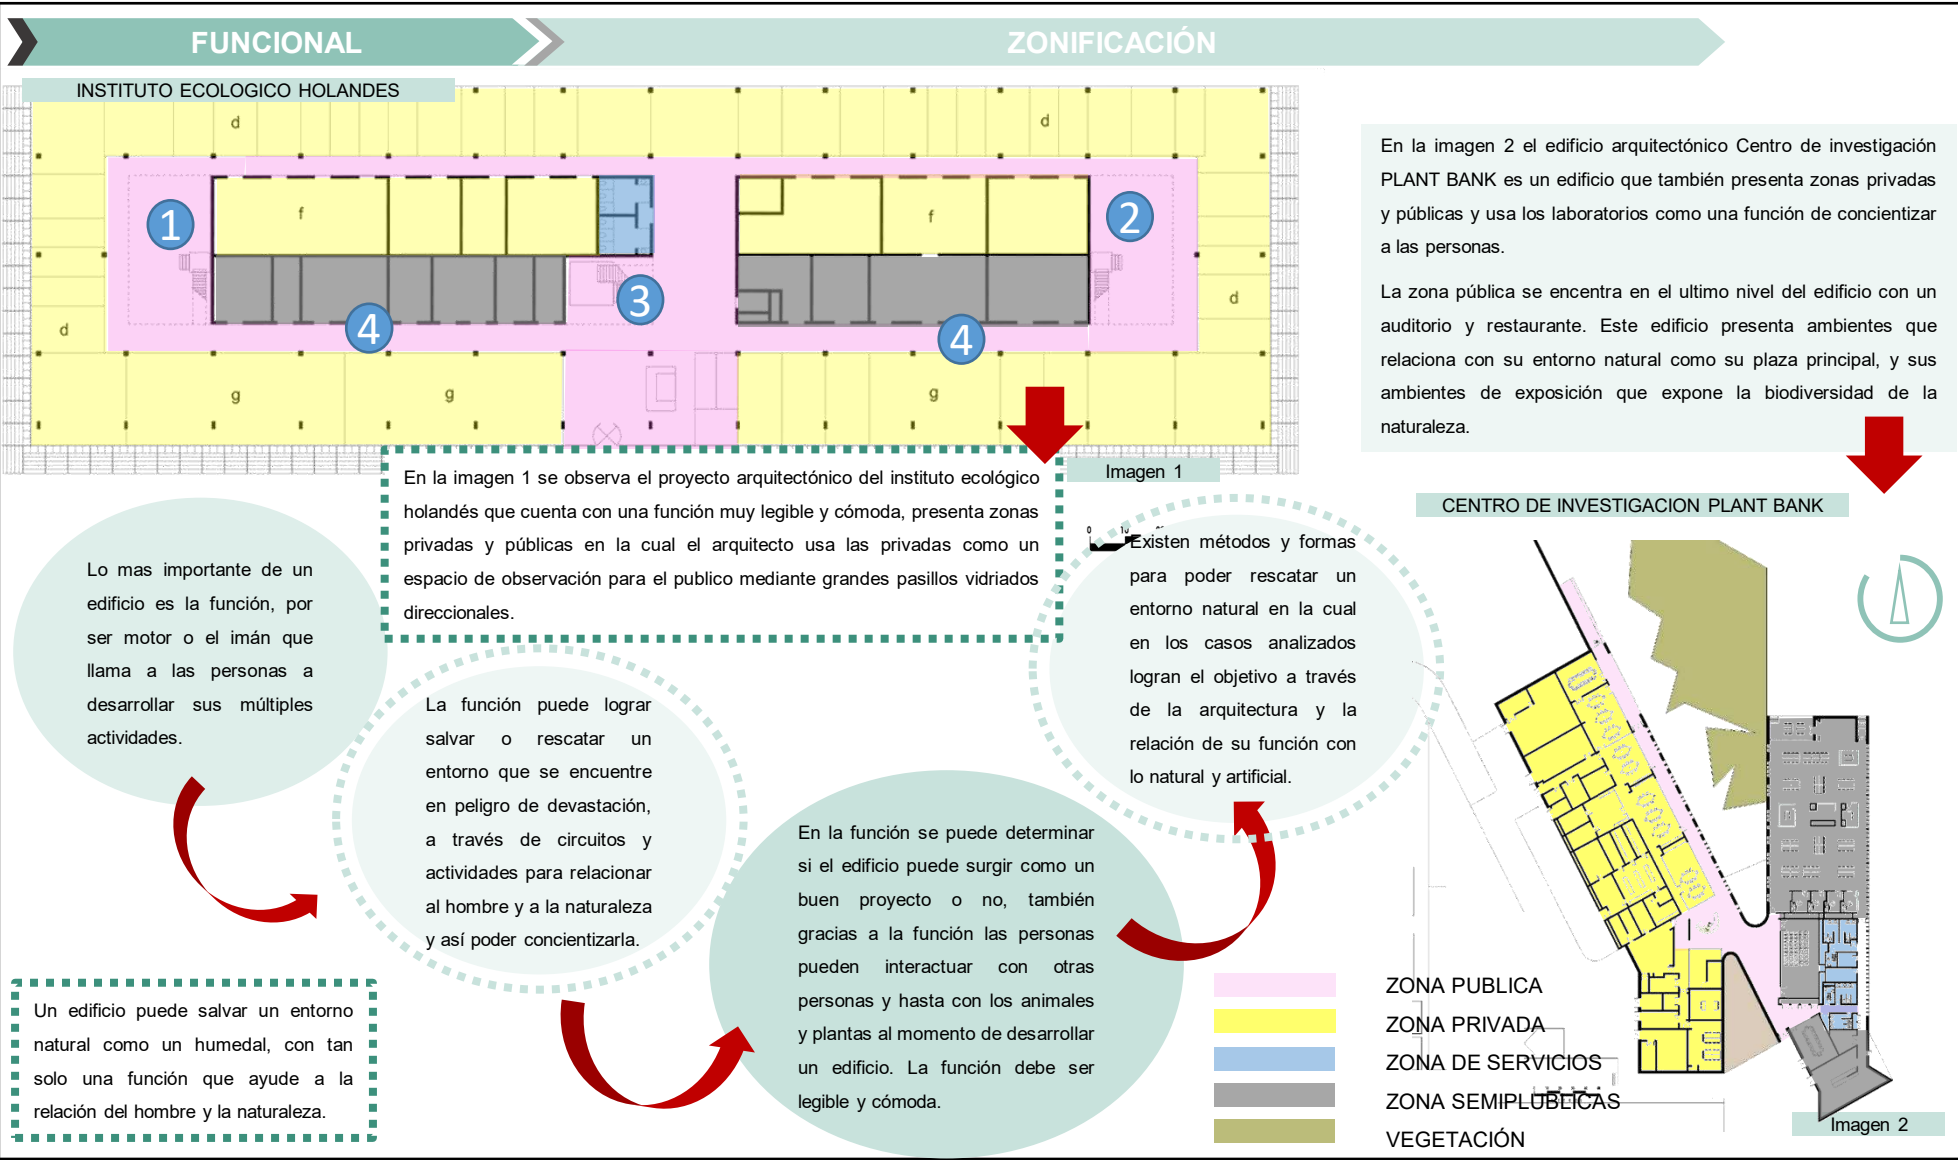 FUNCIONAL
ZONIFICACIÓN
INSTITUTO ECOLOGICO HOLANDES
d
d
f
f
1
2
3
4
4
d
d
g
g
g
Imagen 1
En la imagen 1 se observa el proyecto arquitectónico del instituto ecológico
holandés que cuenta con una función muy legible y cómoda, presenta zonas
privadas y públicas en la cual el arquitecto usa las privadas como un
espacio de observación para el publico mediante grandes pasillos vidriados
direccionales.
En la imagen 2 el edificio arquitectónico Centro de investigación
PLANT BANK es un edificio que también presenta zonas privadas
y públicas y usa los laboratorios como una función de concientizar
a las personas.
La zona pública se encentra en el ultimo nivel del edificio con un
auditorio y restaurante. Este edificio presenta ambientes que
relaciona con su entorno natural como su plaza principal, y sus
ambientes de exposición que expone la biodiversidad de la
naturaleza.
CENTRO DE INVESTIGACION PLANT BANK
Lo mas importante de un
edificio es la función, por
ser motor o el imán que
llama a las personas a
desarrollar sus múltiples
actividades.
La función puede lograr
salvar o rescatar un
entorno que se encuentre
en peligro de devastación,
a través de circuitos y
actividades para relacionar
al hombre y a la naturaleza
y así poder concientizarla.
En la función se puede determinar
si el edificio puede surgir como un
buen proyecto o no, también
gracias a la función las personas
pueden interactuar con otras
personas y hasta con los animales
y plantas al momento de desarrollar
un edificio. La función debe ser
legible y cómoda.
0 10
Existen métodos y formas
para poder rescatar un
entorno natural en la cual
en los casos analizados
logran el objetivo a través
de la arquitectura y la
relación de su función con
lo natural y artificial.
Un edificio puede salvar un entorno
natural como un humedal, con tan
solo una función que ayude a la
relación del hombre y la naturaleza.
ZONA PUBLICA
ZONA PRIVADA
ZONA DE SERVICIOS
ZONA SEMIPLUBLICAS
VEGETACIÓN
Imagen 2